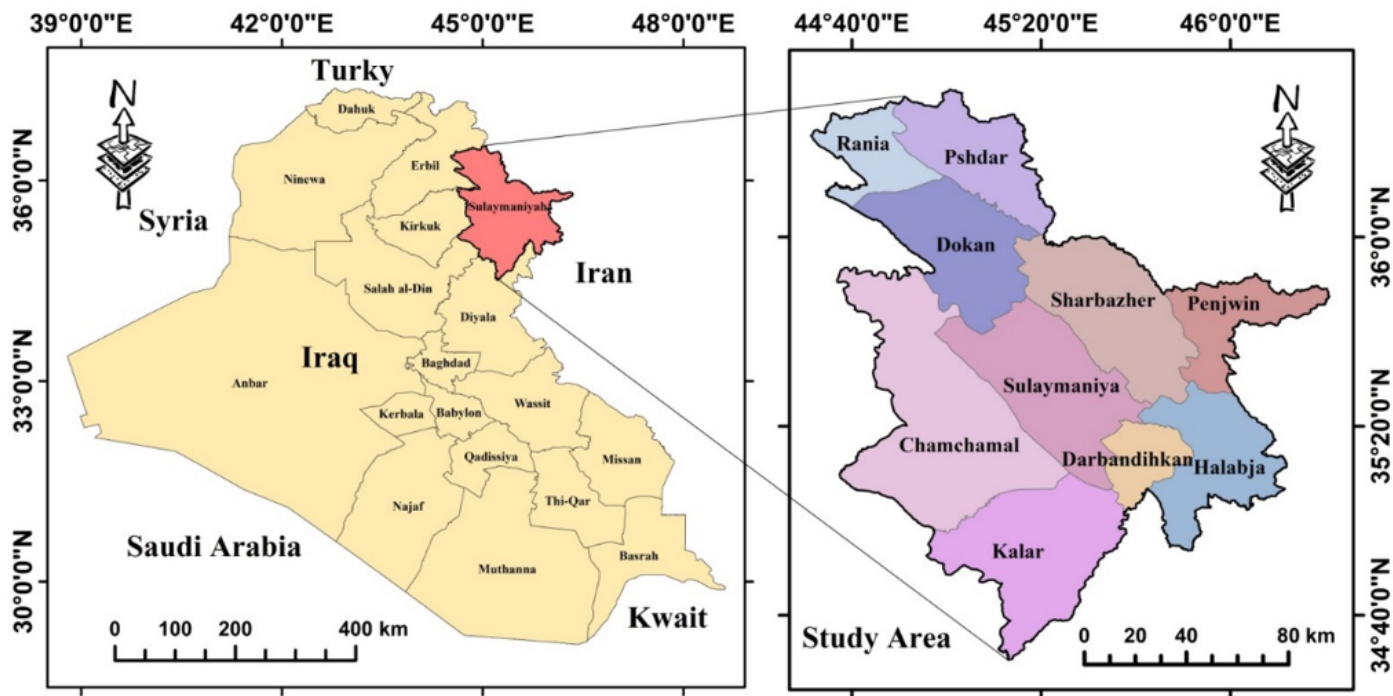 39°0'0"E 42°0'0"E 45°0'0"E 48°0'0"E
36°0'0"N
33°0'0"N
30°0'0"N
N
Turky
Dahuk
Ninewa
Erbil
Sulaymaniyah
Syria
Kirkuk
Iran
Salah al-Din
Diyala
Iraq
Baghdad
Anbar
Kerbala
Babylon
Wassit
Qadissiya
Missan
Najaf
Thi-Qar
Saudi Arabia
Basrah
Muthanna
Kwait
0 100 200 400 km
44°40'0"E 45°20'0"E 46°0'0"E
36°0'0"N
35°20'0"N
34°40'0"N
N
Rania
Pshdar
Dokan
Sharbazher
Penjwin
Sulaymaniya
Chamchamal
Darbandihkan
Halabja
Kalar
Study Area
0 20 40 80 km